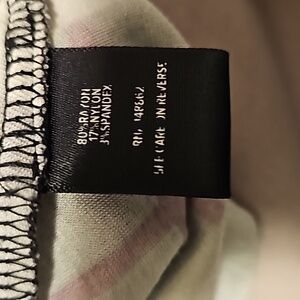 80%RAYON
17%NYLON
3%SPANDEX
RN# 148662
SEE CARE ON REVERSE